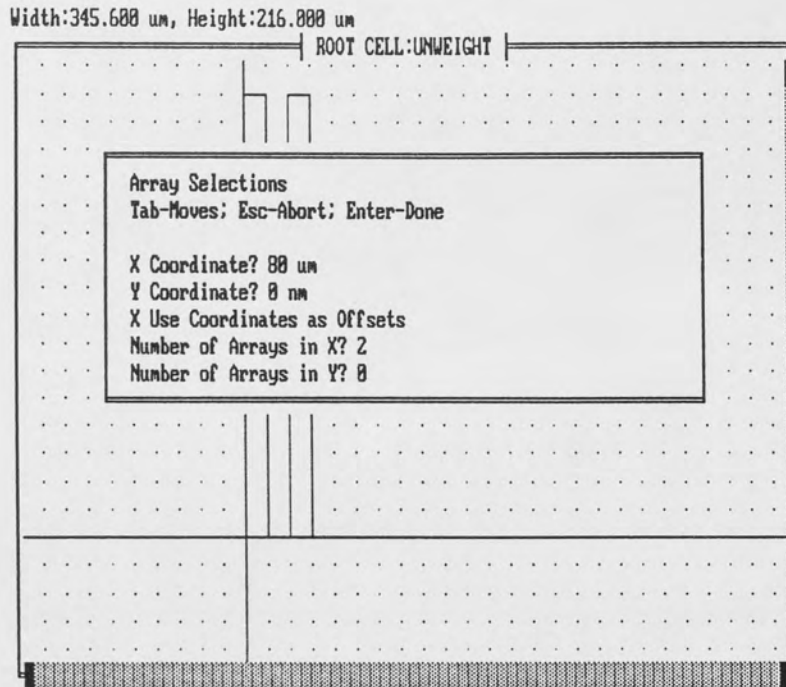 Width:345.600 um, Height:216.000 um
ROOT CELL:UNWEIGHT
Array Selections
Tab-Moves; Esc-Abort; Enter-Done
X Coordinate? 80 um
Y Coordinate? 0 nm
X Use Coordinates as Offsets
Number of Arrays in X? 2
Number of Arrays in Y? 0